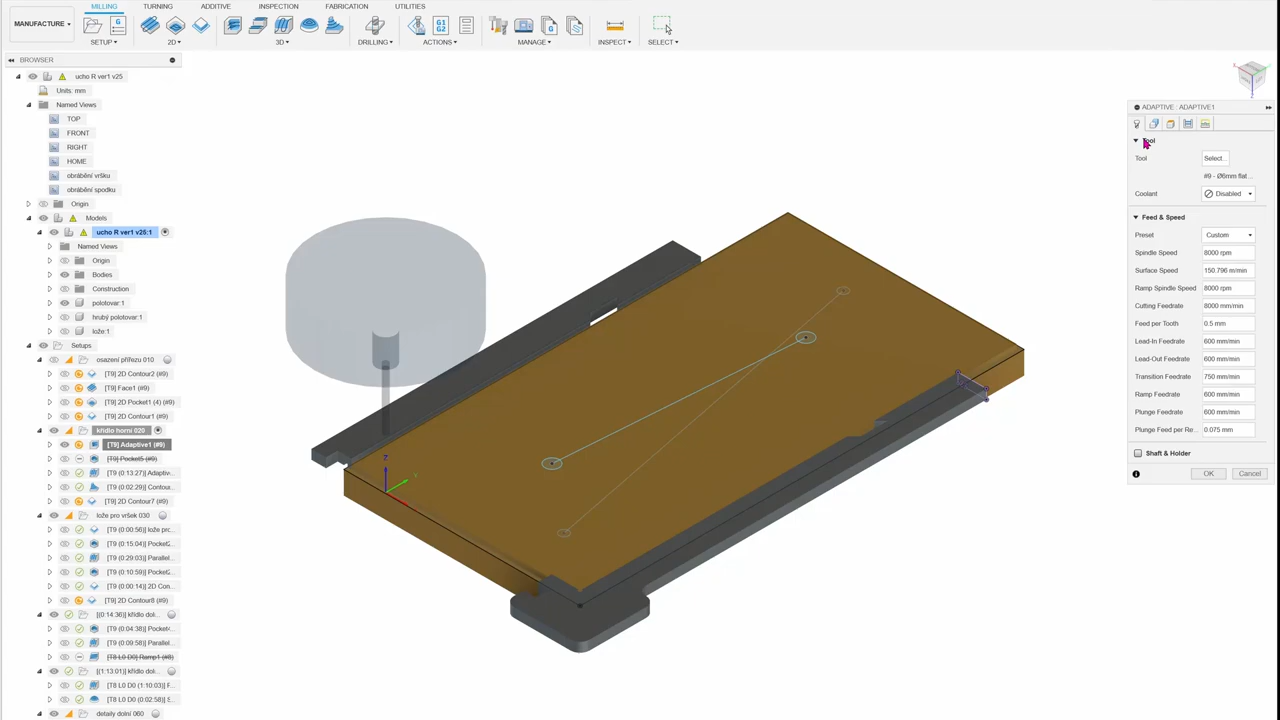 MILLING TURNING ADDITIVE INSPECTION FABRICATION UTILITIES
MANUFACTURE
G
G1
G2
G
SETUP 2D 3D DRILLING ACTIONS MANAGE INSPECT SELECT
BROWSER
ucho R ver1 v25
Units: mm
Named Views
TOP
FRONT
RIGHT
HOME
obrábění vršku
obrábění spodku
Origin
Models
ucho R ver1 v25:1
Named Views
Origin
Bodies
Construction
polotovar:1
hrubý polotovar:1
lože:1
Setups
osazení přířezu 010
[T9] 2D Contour2 (#9)
[T9] Face1 (#9)
[T9] 2D Pocket1 (4) (#9)
[T9] 2D Contour1 (#9)
křídlo horní 020
[T9] Adaptive1 (#9)
[T9] Pocket5 (#9)
[T9 (0:13:27)] Adaptiv...
[T9 (0:02:29)] Contou...
[T9] 2D Contour7 (#9)
lože pro vršek 030
[T9 (0:00:56)] lože pro...
[T9 (0:15:04)] Pocket...
[T9 (0:29:03)] Parallel...
[T9 (0:10:59)] Pocket...
[T9 (0:00:14)] 2D Con...
[T9] 2D Contour8 (#9)
[(0:14:36)] křídlo dol...
[T9 (0:04:38)] Pocket...
[T9 (0:09:58)] Parallel...
[T8 L0 D0] Ramp1 (#8)
[(1:13:01)] křídlo dol...
[T8 L0 D0 (1:10:03)] F...
[T8 L0 D0 (0:02:58)] S...
detaily dolní 060
Z
Y
ADAPTIVE : ADAPTIVE1
Tool
Tool Select...
#9 - Ø6mm flat...
Coolant Disabled
Feed & Speed
Preset Custom
Spindle Speed 8000 rpm
Surface Speed 150.796 m/min
Ramp Spindle Speed 8000 rpm
Cutting Feedrate 8000 mm/min
Feed per Tooth 0.5 mm
Lead-In Feedrate 600 mm/min
Lead-Out Feedrate 600 mm/min
Transition Feedrate 750 mm/min
Ramp Feedrate 600 mm/min
Plunge Feedrate 600 mm/min
Plunge Feed per Re... 0.075 mm
Shaft & Holder
OK Cancel